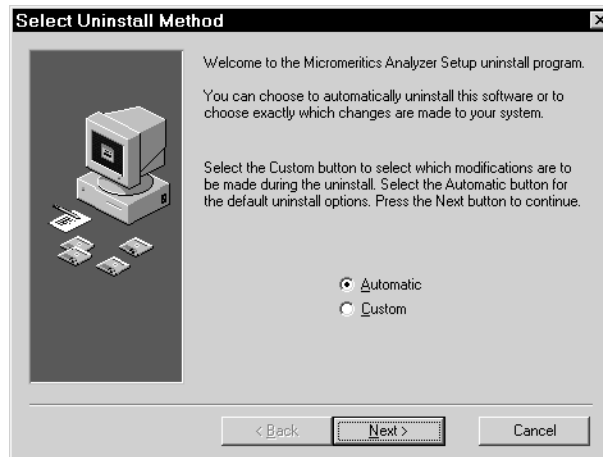 Select Uninstall Method
Welcome to the Micromeritics Analyzer Setup uninstall program.
You can choose to automatically uninstall this software or to
choose exactly which changes are made to your system.
Select the Custom button to select which modifications are to
be made during the uninstall. Select the Automatic button for
the default uninstall options. Press the Next button to continue.
Automatic
Custom
< Back
Next >
Cancel